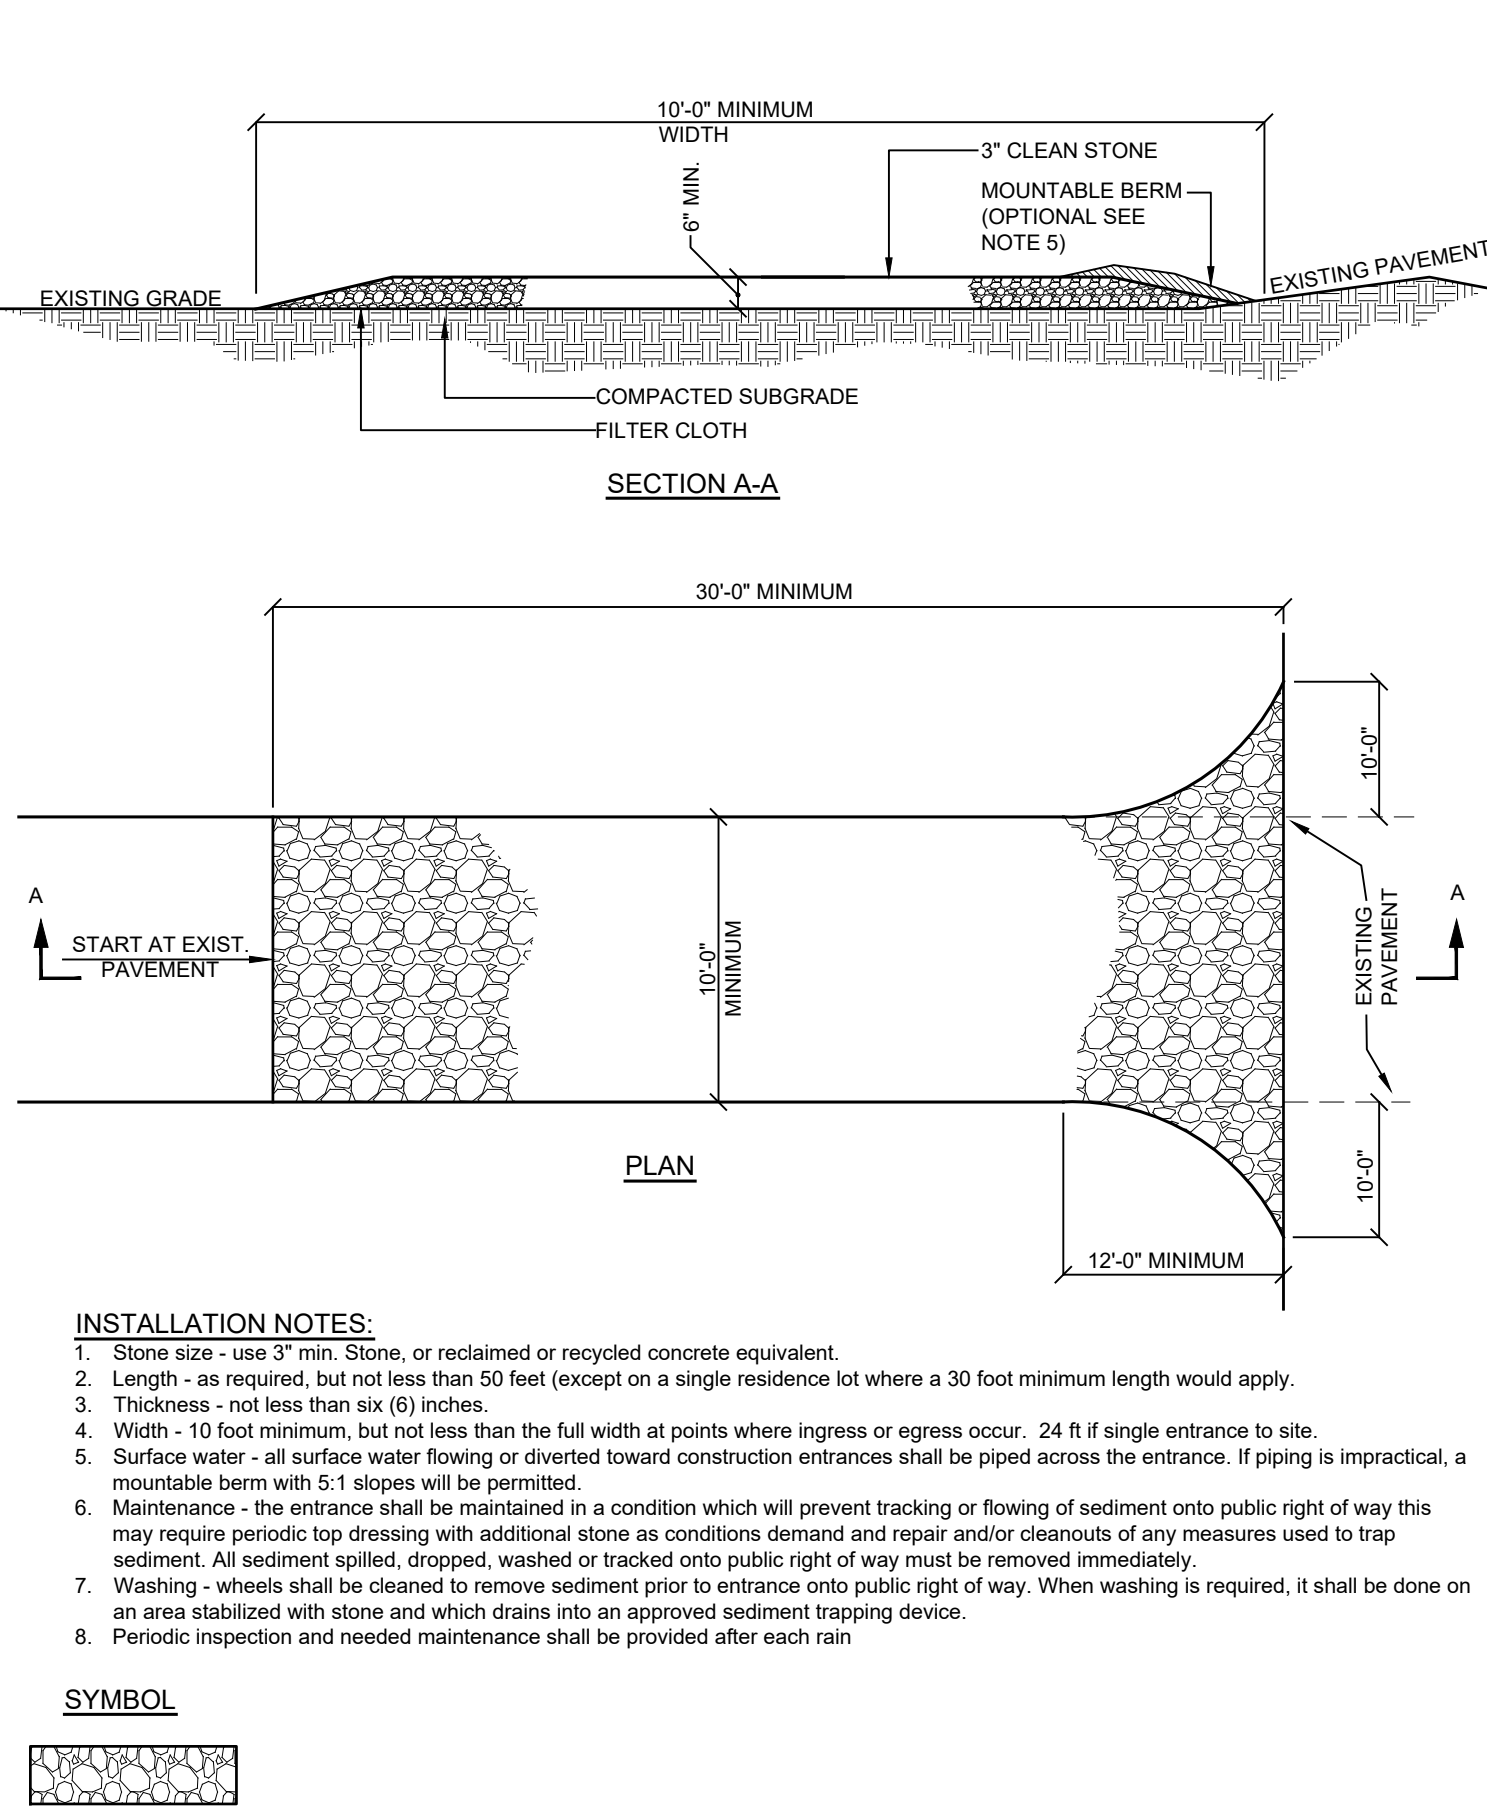 10'-0" MINIMUM
WIDTH
6" MIN.
3" CLEAN STONE
MOUNTABLE BERM
(OPTIONAL SEE
NOTE 5)
EXISTING GRADE
EXISTING PAVEMENT
COMPACTED SUBGRADE
FILTER CLOTH
SECTION A-A
30'-0" MINIMUM
10'-0"
A
START AT EXIST.
PAVEMENT
10'-0"
MINIMUM
EXISTING
PAVEMENT
A
PLAN
10'-0"
12'-0" MINIMUM
INSTALLATION NOTES:
1. Stone size - use 3" min. Stone, or reclaimed or recycled concrete equivalent.
2. Length - as required, but not less than 50 feet (except on a single residence lot where a 30 foot minimum length would apply.
3. Thickness - not less than six (6) inches.
4. Width - 10 foot minimum, but not less than the full width at points where ingress or egress occur. 24 ft if single entrance to site.
5. Surface water - all surface water flowing or diverted toward construction entrances shall be piped across the entrance. If piping is impractical, a
mountable berm with 5:1 slopes will be permitted.
6. Maintenance - the entrance shall be maintained in a condition which will prevent tracking or flowing of sediment onto public right of way this
may require periodic top dressing with additional stone as conditions demand and repair and/or cleanouts of any measures used to trap
sediment. All sediment spilled, dropped, washed or tracked onto public right of way must be removed immediately.
7. Washing - wheels shall be cleaned to remove sediment prior to entrance onto public right of way. When washing is required, it shall be done on
an area stabilized with stone and which drains into an approved sediment trapping device.
8. Periodic inspection and needed maintenance shall be provided after each rain
SYMBOL